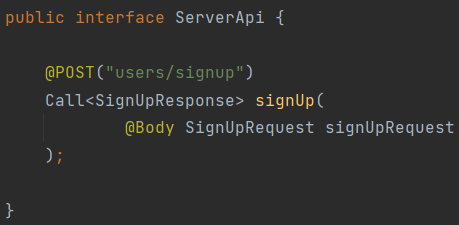 public interface ServerApi {
@POST("users/signup")
Call<SignUpResponse> signUp(
@Body SignUpRequest signUpRequest
);
}